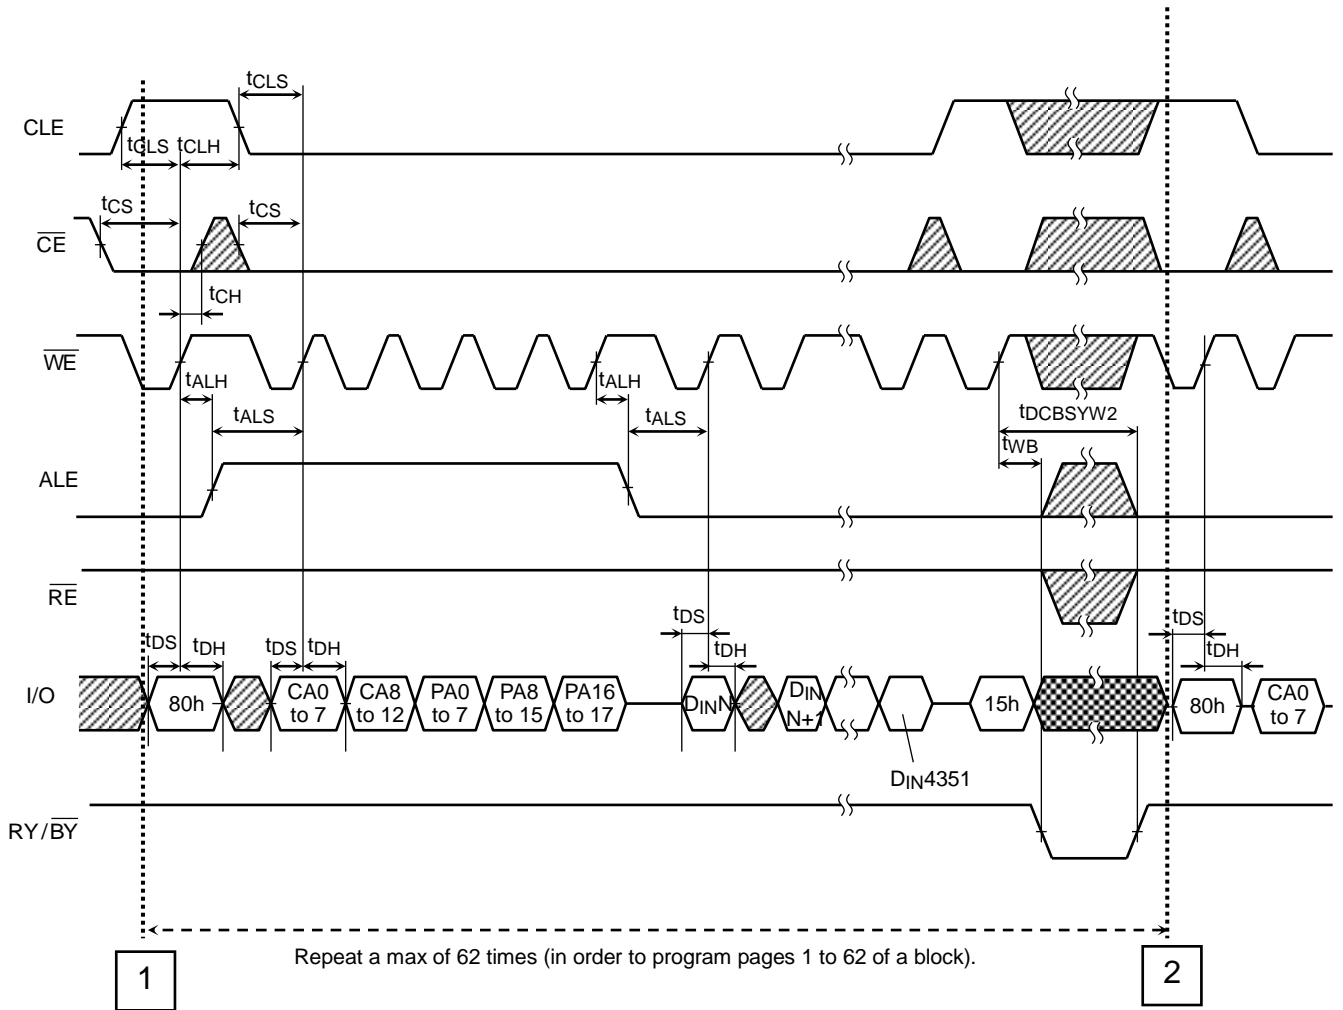 tCLS
CLE
tCLS tCLH
tCS tCS
CE
tCH
WE
tALH tALH
tALS tALS tDCBSYW2
tWB
ALE
RE
tDS tDS
tDS tDH tDS tDH tDH tDH
I/O
80h
CA0 to 7
CA8 to 12
PA0 to 7
PA8 to 15
PA16 to 17
DINN
DIN N+1
15h
80h
CA0 to 7
DIN4351
RY/BY
Repeat a max of 62 times (in order to program pages 1 to 62 of a block).
1
2